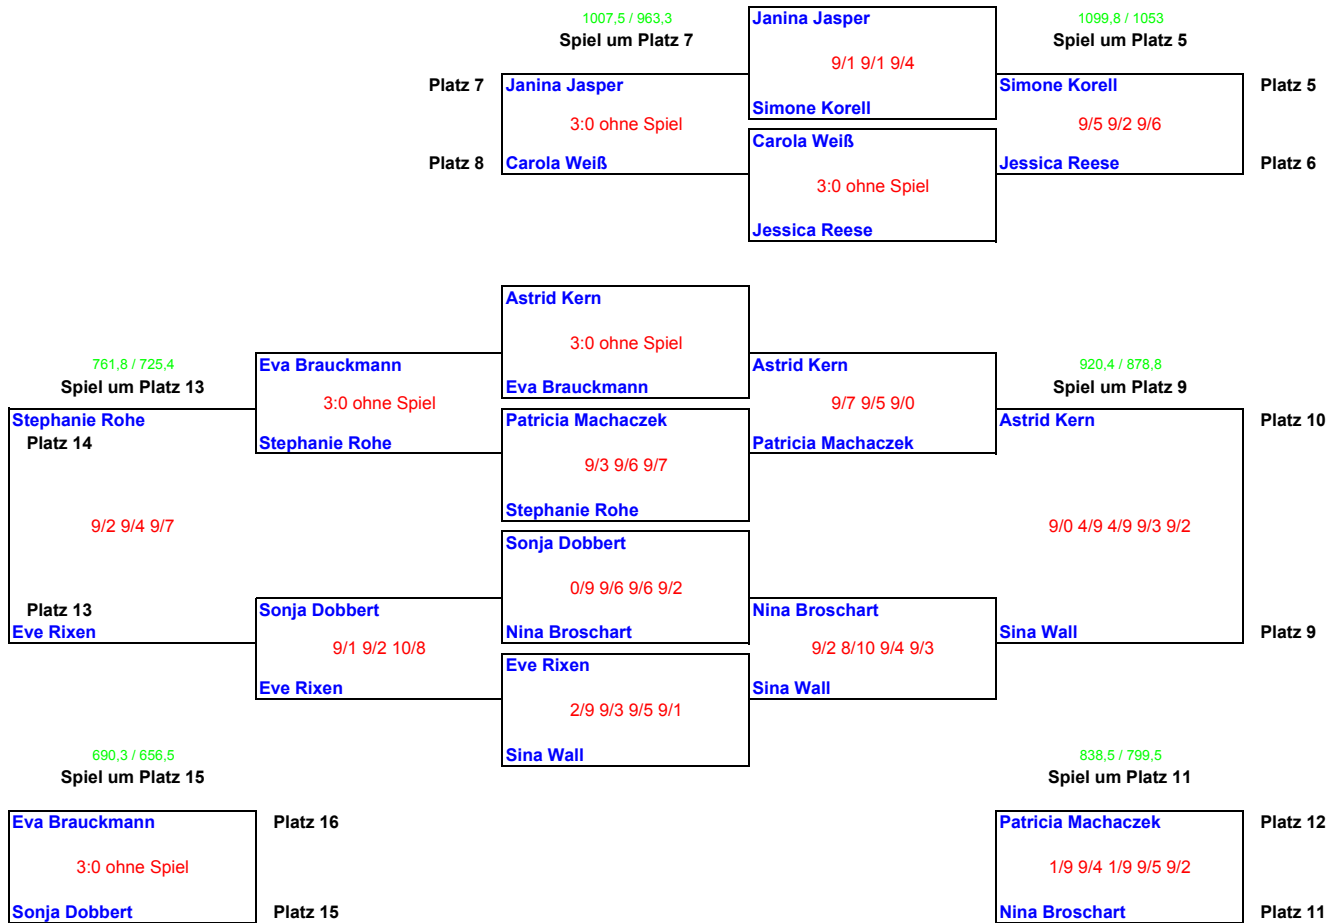 1007,5 / 963,3 Janina Jasper 1099,8 / 1053
Spiel um Platz 7 Spiel um Platz 5
9/1 9/1 9/4
Platz 7 Janina Jasper Simone Korell Platz 5
Simone Korell
3:0 ohne Spiel 9/5 9/2 9/6
Carola Weiß
Platz 8 Carola Weiß Jessica Reese Platz 6
3:0 ohne Spiel
Jessica Reese
Astrid Kern
3:0 ohne Spiel
761,8 / 725,4 Eva Brauckmann Astrid Kern 920,4 / 878,8
Spiel um Platz 13 Eva Brauckmann Spiel um Platz 9
3:0 ohne Spiel 9/7 9/5 9/0
Stephanie Rohe Patricia Machaczek Astrid Kern Platz 10
Platz 14 Stephanie Rohe Patricia Machaczek
9/3 9/6 9/7
Stephanie Rohe
9/2 9/4 9/7 9/0 4/9 4/9 9/3 9/2
Sonja Dobbert
0/9 9/6 9/6 9/2
Platz 13 Sonja Dobbert Nina Broschart
Eve Rixen Nina Broschart Sina Wall Platz 9
9/1 9/2 10/8 9/2 8/10 9/4 9/3
Eve Rixen
Eve Rixen Sina Wall
2/9 9/3 9/5 9/1
690,3 / 656,5 Sina Wall 838,5 / 799,5
Spiel um Platz 15 Spiel um Platz 11
Eva Brauckmann Platz 16 Patricia Machaczek Platz 12
3:0 ohne Spiel 1/9 9/4 1/9 9/5 9/2
Sonja Dobbert Platz 15 Nina Broschart Platz 11